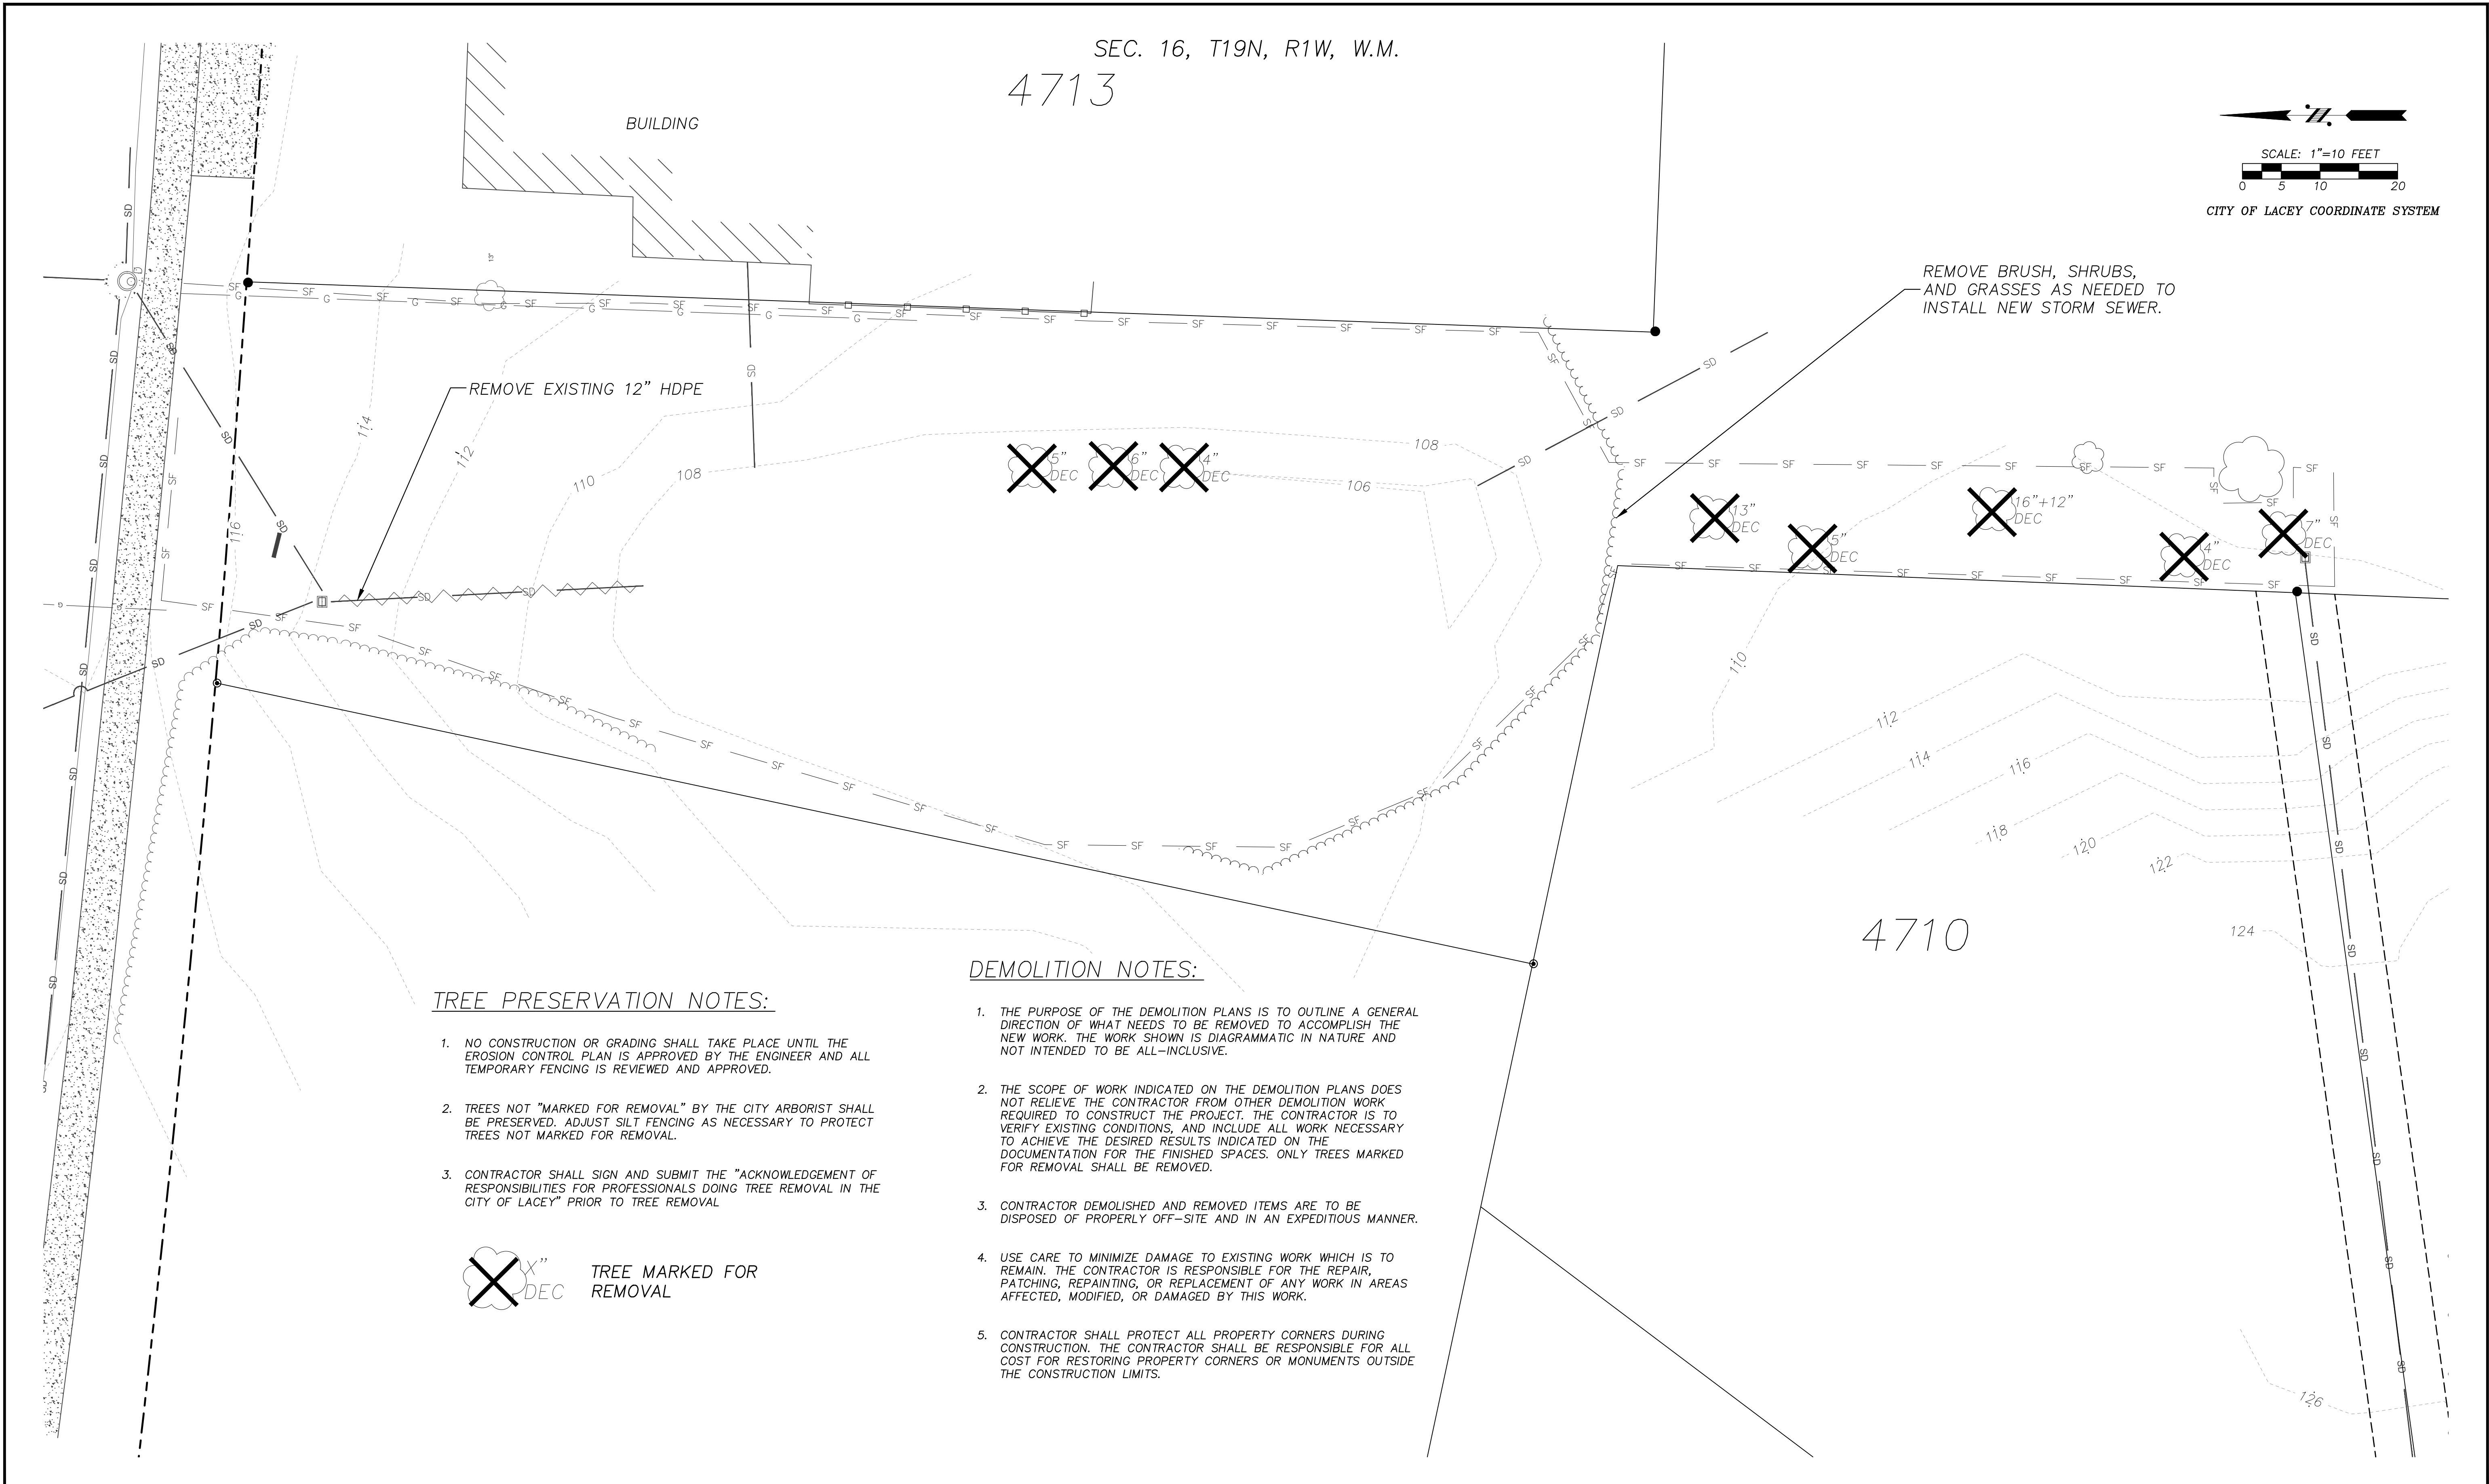 SEC. 16, T19N, R1W, W.M.
4713
BUILDING
SCALE: 1"=10 FEET
0 5 10 20
CITY OF LACEY COORDINATE SYSTEM
REMOVE BRUSH, SHRUBS,
AND GRASSES AS NEEDED TO
INSTALL NEW STORM SEWER.
REMOVE EXISTING 12" HDPE
114
112
110
108
116
5"
DEC
6"
DEC
4"
DEC
108
106
13"
DEC
5"
DEC
16"+12"
DEC
4"
DEC
7"
DEC
110
112
114
116
118
120
122
124
126
4710
SD
SF
G
TREE PRESERVATION NOTES:
1. NO CONSTRUCTION OR GRADING SHALL TAKE PLACE UNTIL THE
EROSION CONTROL PLAN IS APPROVED BY THE ENGINEER AND ALL
TEMPORARY FENCING IS REVIEWED AND APPROVED.
2. TREES NOT "MARKED FOR REMOVAL" BY THE CITY ARBORIST SHALL
BE PRESERVED. ADJUST SILT FENCING AS NECESSARY TO PROTECT
TREES NOT MARKED FOR REMOVAL.
3. CONTRACTOR SHALL SIGN AND SUBMIT THE "ACKNOWLEDGEMENT OF
RESPONSIBILITIES FOR PROFESSIONALS DOING TREE REMOVAL IN THE
CITY OF LACEY" PRIOR TO TREE REMOVAL
X"
DEC
TREE MARKED FOR
REMOVAL
DEMOLITION NOTES:
1. THE PURPOSE OF THE DEMOLITION PLANS IS TO OUTLINE A GENERAL
DIRECTION OF WHAT NEEDS TO BE REMOVED TO ACCOMPLISH THE
NEW WORK. THE WORK SHOWN IS DIAGRAMMATIC IN NATURE AND
NOT INTENDED TO BE ALL-INCLUSIVE.
2. THE SCOPE OF WORK INDICATED ON THE DEMOLITION PLANS DOES
NOT RELIEVE THE CONTRACTOR FROM OTHER DEMOLITION WORK
REQUIRED TO CONSTRUCT THE PROJECT. THE CONTRACTOR IS TO
VERIFY EXISTING CONDITIONS, AND INCLUDE ALL WORK NECESSARY
TO ACHIEVE THE DESIRED RESULTS INDICATED ON THE
DOCUMENTATION FOR THE FINISHED SPACES. ONLY TREES MARKED
FOR REMOVAL SHALL BE REMOVED.
3. CONTRACTOR DEMOLISHED AND REMOVED ITEMS ARE TO BE
DISPOSED OF PROPERLY OFF-SITE AND IN AN EXPEDITIOUS MANNER.
4. USE CARE TO MINIMIZE DAMAGE TO EXISTING WORK WHICH IS TO
REMAIN. THE CONTRACTOR IS RESPONSIBLE FOR THE REPAIR,
PATCHING, REPAINTING, OR REPLACEMENT OF ANY WORK IN AREAS
AFFECTED, MODIFIED, OR DAMAGED BY THIS WORK.
5. CONTRACTOR SHALL PROTECT ALL PROPERTY CORNERS DURING
CONSTRUCTION. THE CONTRACTOR SHALL BE RESPONSIBLE FOR ALL
COST FOR RESTORING PROPERTY CORNERS OR MONUMENTS OUTSIDE
THE CONSTRUCTION LIMITS.